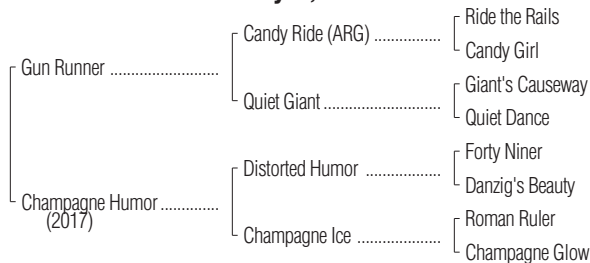 Ride the Rails
Candy Ride (ARG) ................
Candy Girl
Gun Runner ..........................
Giant's Causeway
Quiet Giant ............................
Quiet Dance
Forty Niner
Distorted Humor ..................
Danzig's Beauty
Champagne Humor ..............
(2017)
Roman Ruler
Champagne Ice ....................
Champagne Glow